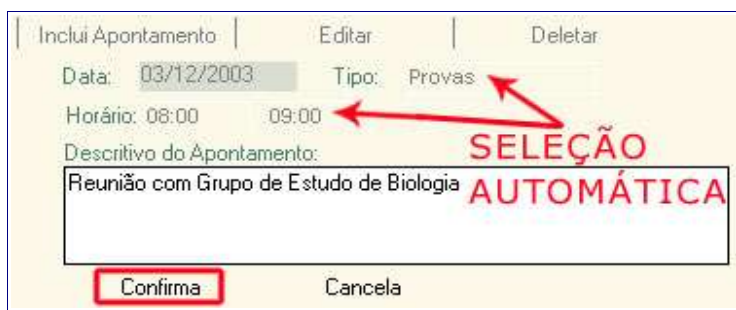 Inclui Apontamento | Editar | Deletar
Data: 03/12/2003 Tipo: Provas
Horário: 08:00 09:00
Descritivo do Apontamento:
SELEÇÃO
Reunião com Grupo de Estudo de Biologia
AUTOMÁTICA
Confirma Cancela